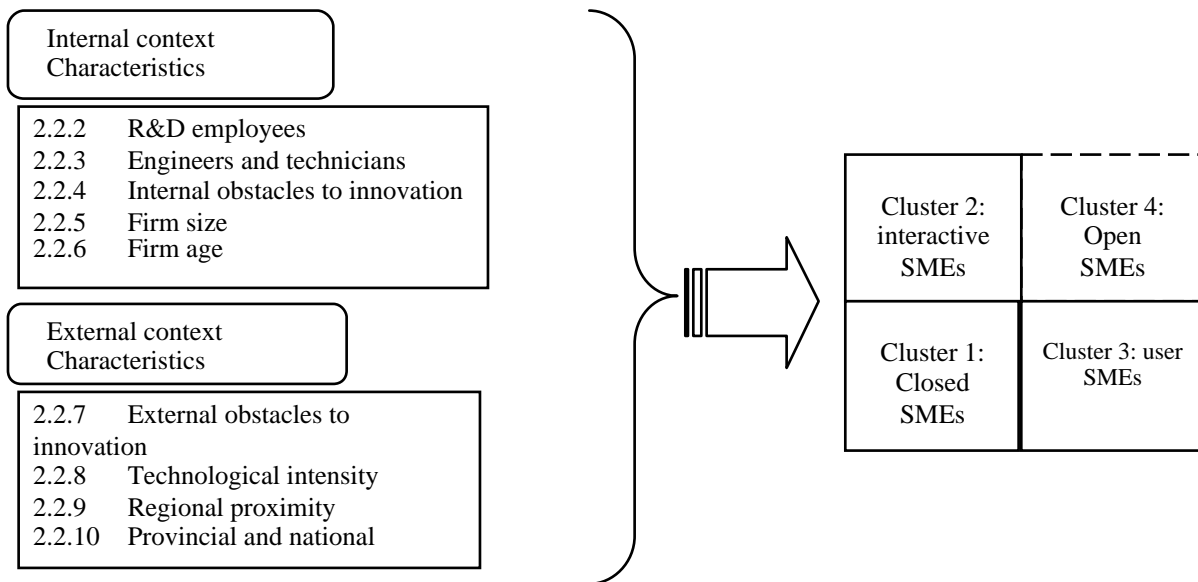 Internal context
Characteristics
2.2.2 R&D employees
2.2.3 Engineers and technicians
2.2.4 Internal obstacles to innovation
2.2.5 Firm size
2.2.6 Firm age
External context
Characteristics
2.2.7 External obstacles to
innovation
2.2.8 Technological intensity
2.2.9 Regional proximity
2.2.10 Provincial and national
Cluster 2:
interactive
SMEs
Cluster 4:
Open
SMEs
Cluster 1:
Closed
SMEs
Cluster 3: user
SMEs